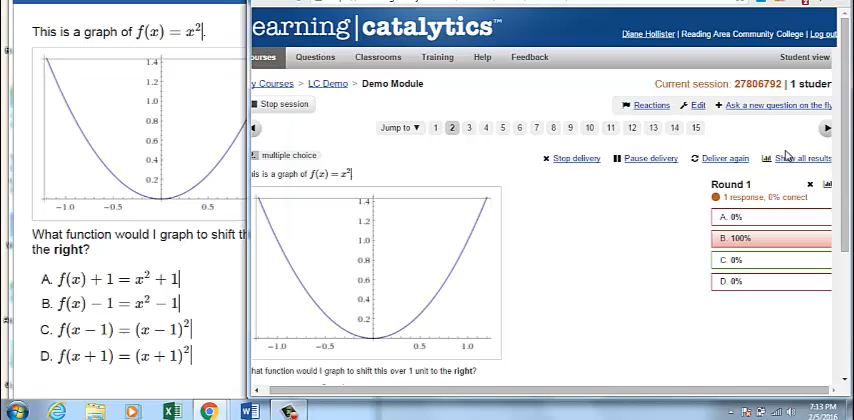 This is a graph of f(x) = x²|.
1.4
1.2
1.0
0.8
0.6
0.4
0.2
-1.0 -0.5 0.5
What function would I graph to shift th
the right?
A. f(x) + 1 = x² + 1|
B. f(x) − 1 = x² − 1|
C. f(x − 1) = (x − 1)²|
D. f(x + 1) = (x + 1)²|
earning | catalytics™
Diane Hollister | Reading Area Community College | Log out
ourses Questions Classrooms Training Help Feedback Student view
y Courses > LC Demo > Demo Module
Current session: 27806792 | 1 studen
Stop session
Reactions Edit + Ask a new question on the fly
Jump to ▼ 1 2 3 4 5 6 7 8 9 10 11 12 13 14 15
multiple choice
× Stop delivery Pause delivery Deliver again Show all results
his is a graph of f(x) = x²|
1.4
1.2
1.0
0.8
0.6
0.4
0.2
-1.0 -0.5 0.5 1.0
hat function would I graph to shift this over 1 unit to the right?
Round 1 ×
1 response, 0% correct
A. 0%
B. 100%
C. 0%
D. 0%
7:13 PM
2/5/2016